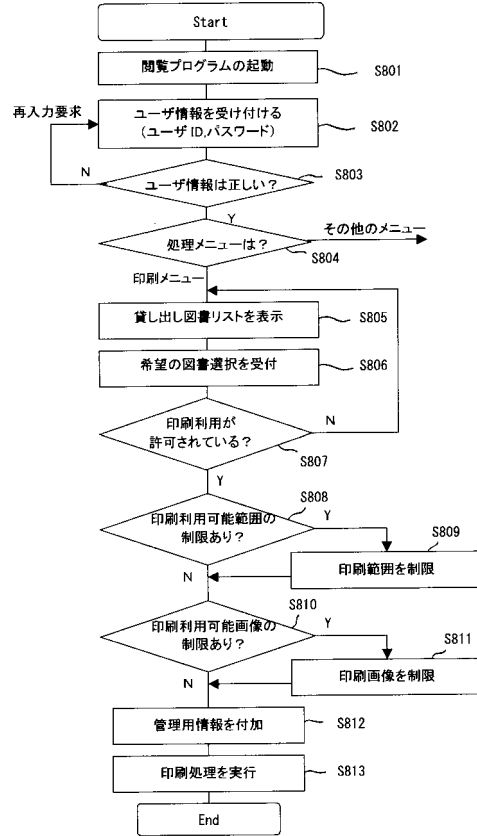 Start
閲覧プログラムの起動
S801
再入力要求
ユーザ情報を受け付ける
(ユーザID,パスワード)
S802
N
ユーザ情報は正しい?
S803
Y
その他のメニュー
処理メニューは?
S804
印刷メニュー
貸し出し図書リストを表示
S805
希望の図書選択を受付
S806
印刷利用が
許可されている?
N
S807
Y
S808
印刷利用可能範囲の
制限あり?
Y
S809
印刷範囲を制限
N
S810
印刷利用可能画像の
制限あり?
Y
S811
印刷画像を制限
N
管理用情報を付加
S812
印刷処理を実行
S813
End